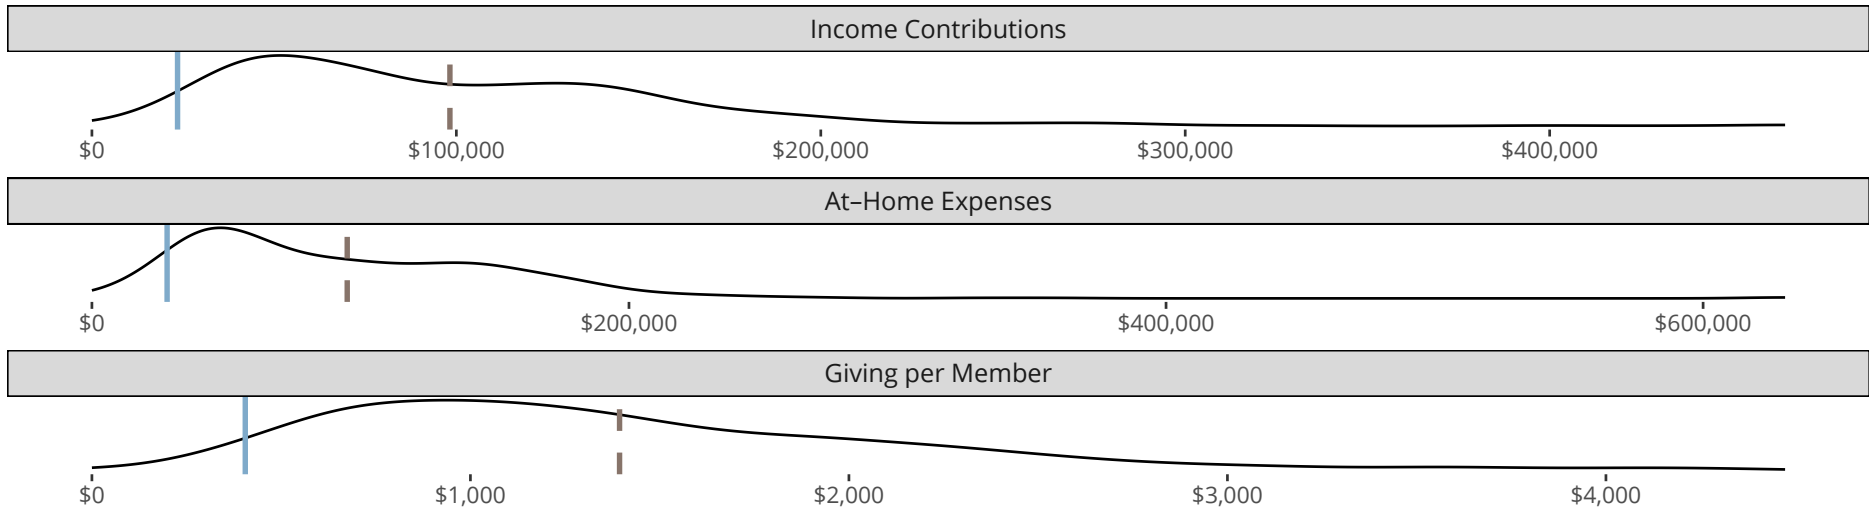 Income Contributions
$0 $100,000 $200,000 $300,000 $400,000
At–Home Expenses
$0 $200,000 $400,000 $600,000
Giving per Member
$0 $1,000 $2,000 $3,000 $4,000